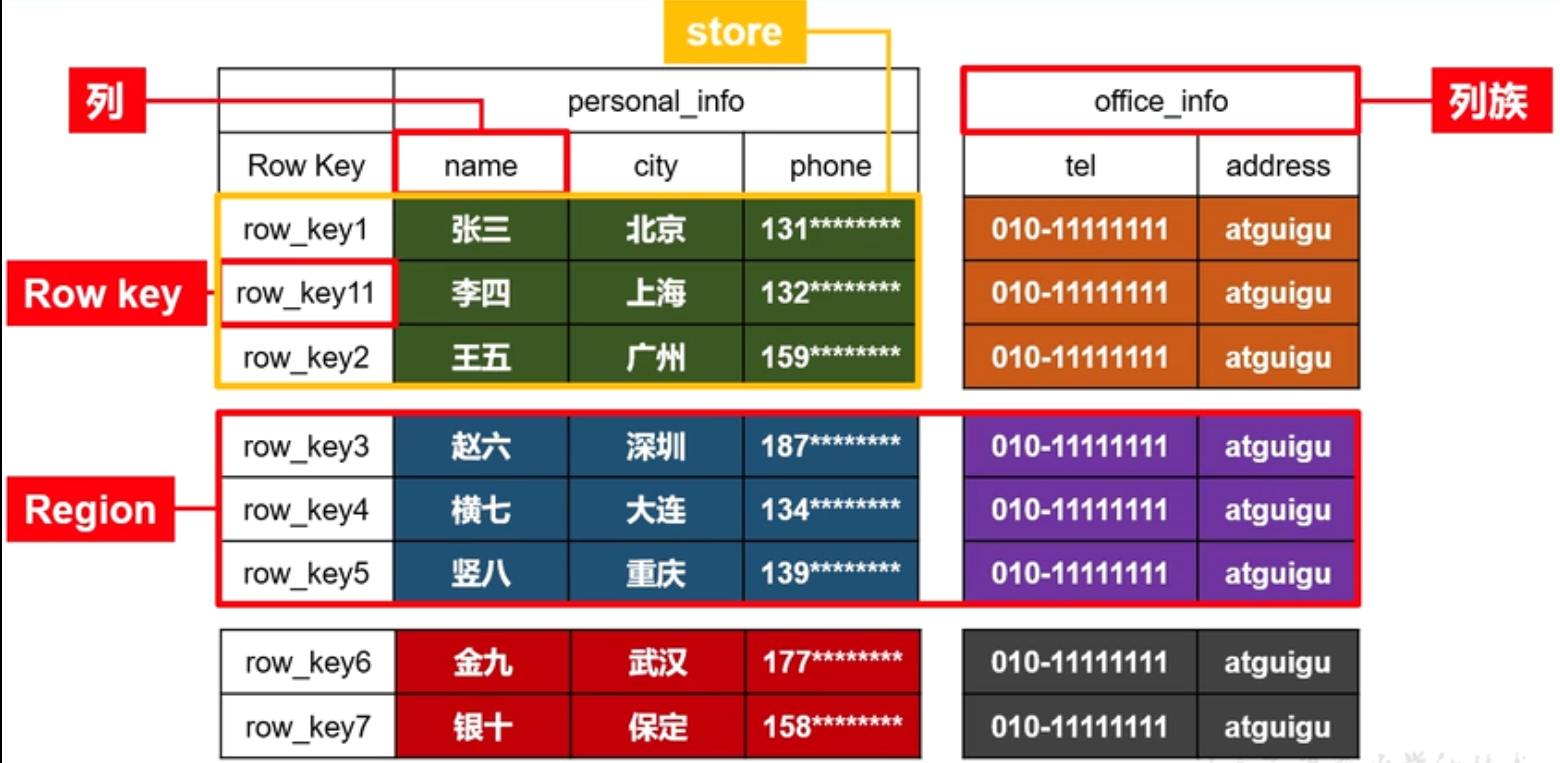 store
列 personal_info office_info 列族
Row Key name city phone tel address
row_key1 张三 北京 131******** 010-11111111 atguigu
Row key row_key11 李四 上海 132******** 010-11111111 atguigu
row_key2 王五 广州 159******** 010-11111111 atguigu
row_key3 赵六 深圳 187******** 010-11111111 atguigu
Region row_key4 横七 大连 134******** 010-11111111 atguigu
row_key5 竖八 重庆 139******** 010-11111111 atguigu
row_key6 金九 武汉 177******** 010-11111111 atguigu
row_key7 银十 保定 158******** 010-11111111 atguigu